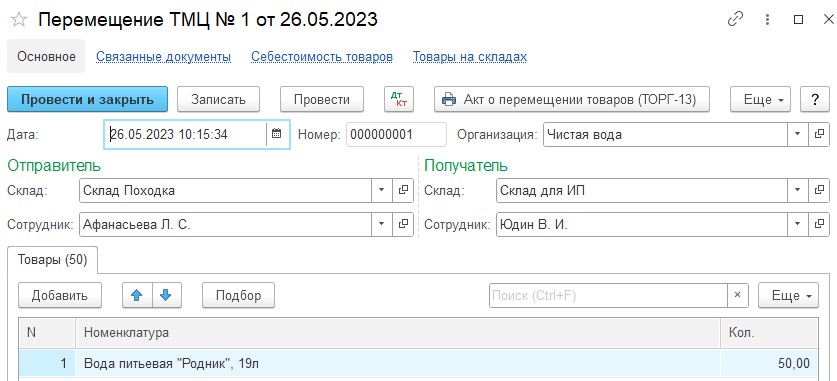 Перемещение ТМЦ № 1 от 26.05.2023
Основное Связанные документы Себестоимость товаров Товары на складах
Провести и закрыть Записать Провести Дт Кт Акт о перемещении товаров (ТОРГ-13) Еще ?
Дата: 26.05.2023 10:15:34 Номер: 000000001 Организация: Чистая вода
Отправитель Получатель
Склад: Склад Походка Склад: Склад для ИП
Сотрудник: Афанасьева Л. С. Сотрудник: Юдин В. И.
Товары (50)
Добавить Подбор Поиск (Ctrl+F) × Еще
N Номенклатура Кол.
1 Вода питьевая "Родник", 19л 50,00